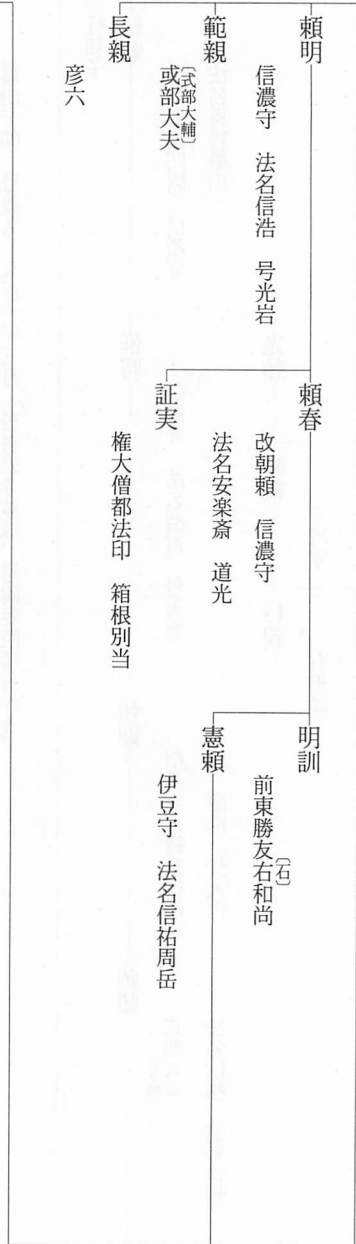 頼明
信濃守　法名信浩　号光岩
範親
〔式部大輔〕
或部大夫
長親
彦六
頼春
改朝頼　信濃守
法名安楽斎　道光
証実
権大僧都法印　箱根別当
明訓
〔石〕
前東勝友右和尚
憲頼
伊豆守　法名信祐周岳